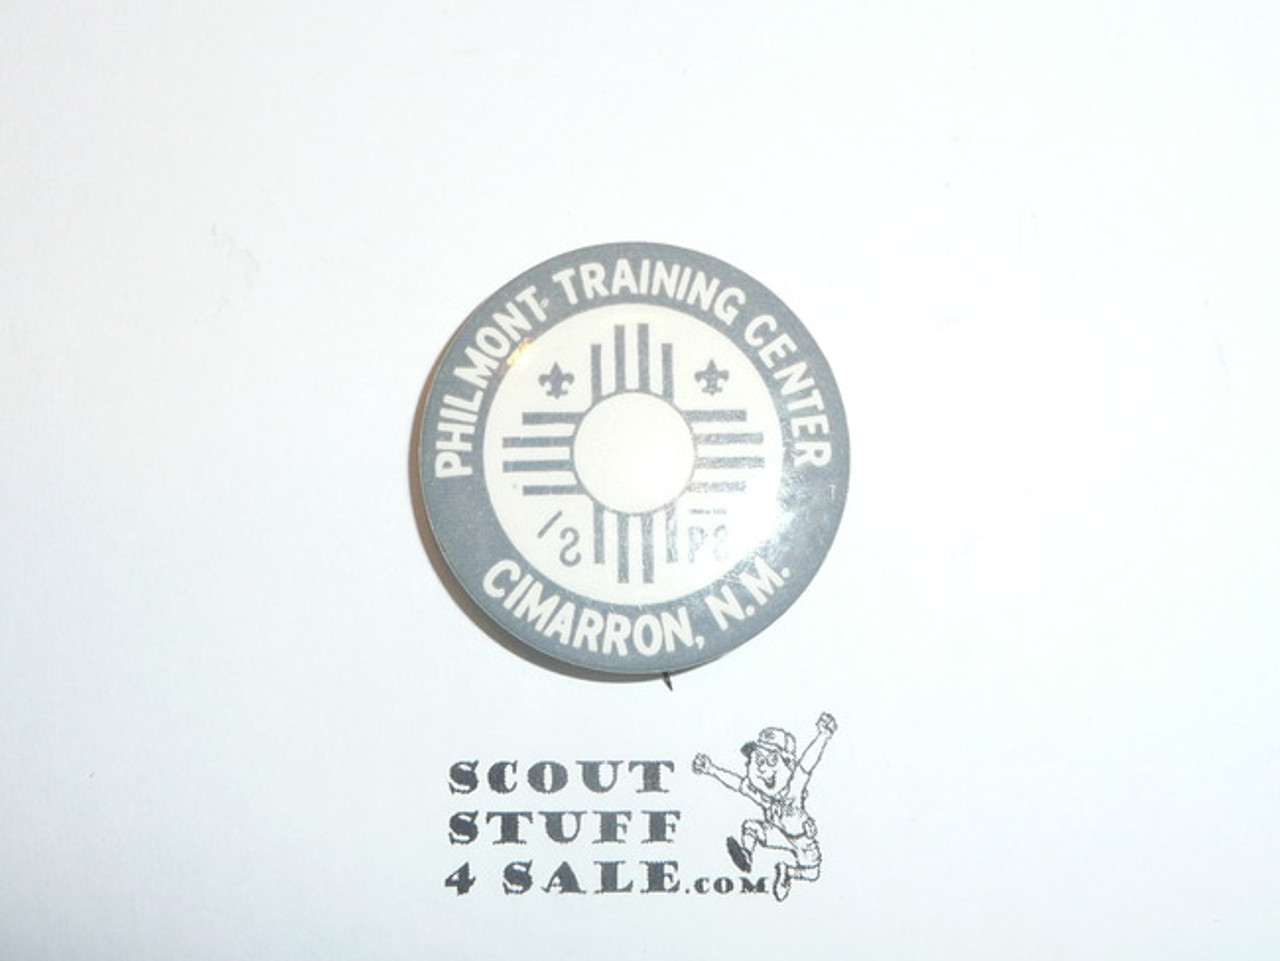 PHILMONT TRAINING CENTER
CIMARRON, N.M.
SCOUT
STUFF
4 SALE.COM